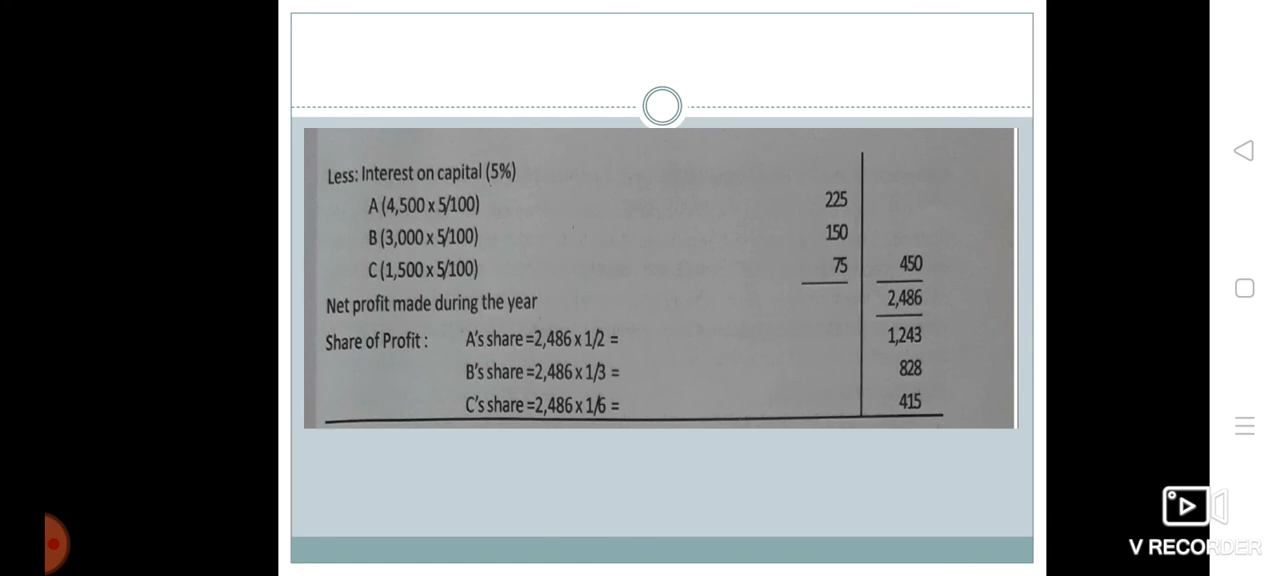 Less: Interest on capital (5%)
A (4,500 x 5/100) 225
B (3,000 x 5/100) 150
C (1,500 x 5/100) 75 450
Net profit made during the year 2,486
Share of Profit : A's share =2,486 x 1/2 = 1,243
B's share =2,486 x 1/3 = 828
C's share =2,486 x 1/6 = 415
V RECORDER